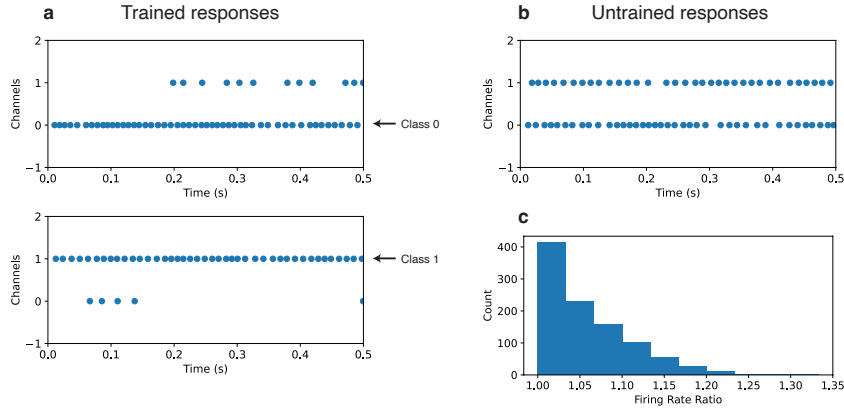 a Trained responses
2
1
0
−1
Channels
0.0 0.1 0.2 0.3 0.4 0.5
Time (s)
Class 0
2
1
0
−1
Channels
0.0 0.1 0.2 0.3 0.4 0.5
Time (s)
Class 1
b Untrained responses
2
1
0
−1
Channels
0.0 0.1 0.2 0.3 0.4 0.5
Time (s)
c
400
300
200
100
0
Count
1.00 1.05 1.10 1.15 1.20 1.25 1.30 1.35
Firing Rate Ratio